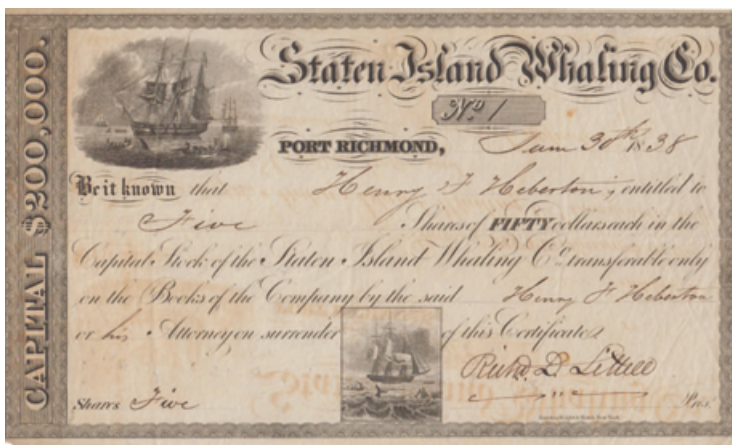 CAPITAL $200,000.
Staten Island Whaling Co.
No 1
PORT RICHMOND, Jan 30th 1838
Be it known that Henry F Heberton is entitled to
Five Shares of FIFTY dollars each in the
Capital Stock of the Staten Island Whaling Co. transferable only
on the Books of the Company by the said Henry F Heberton
or his Attorney on surrender of this Certificate
Richd D Littell
Shares Five Pres.